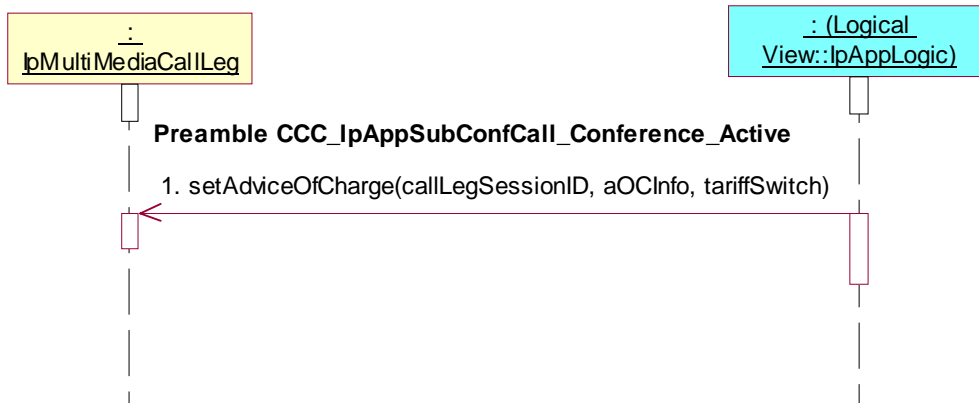 :
IpMultiMediaCallLeg
: (Logical
View::IpAppLogic)
Preamble CCC_IpAppSubConfCall_Conference_Active
1. setAdviceOfCharge(callLegSessionID, aOCInfo, tariffSwitch)